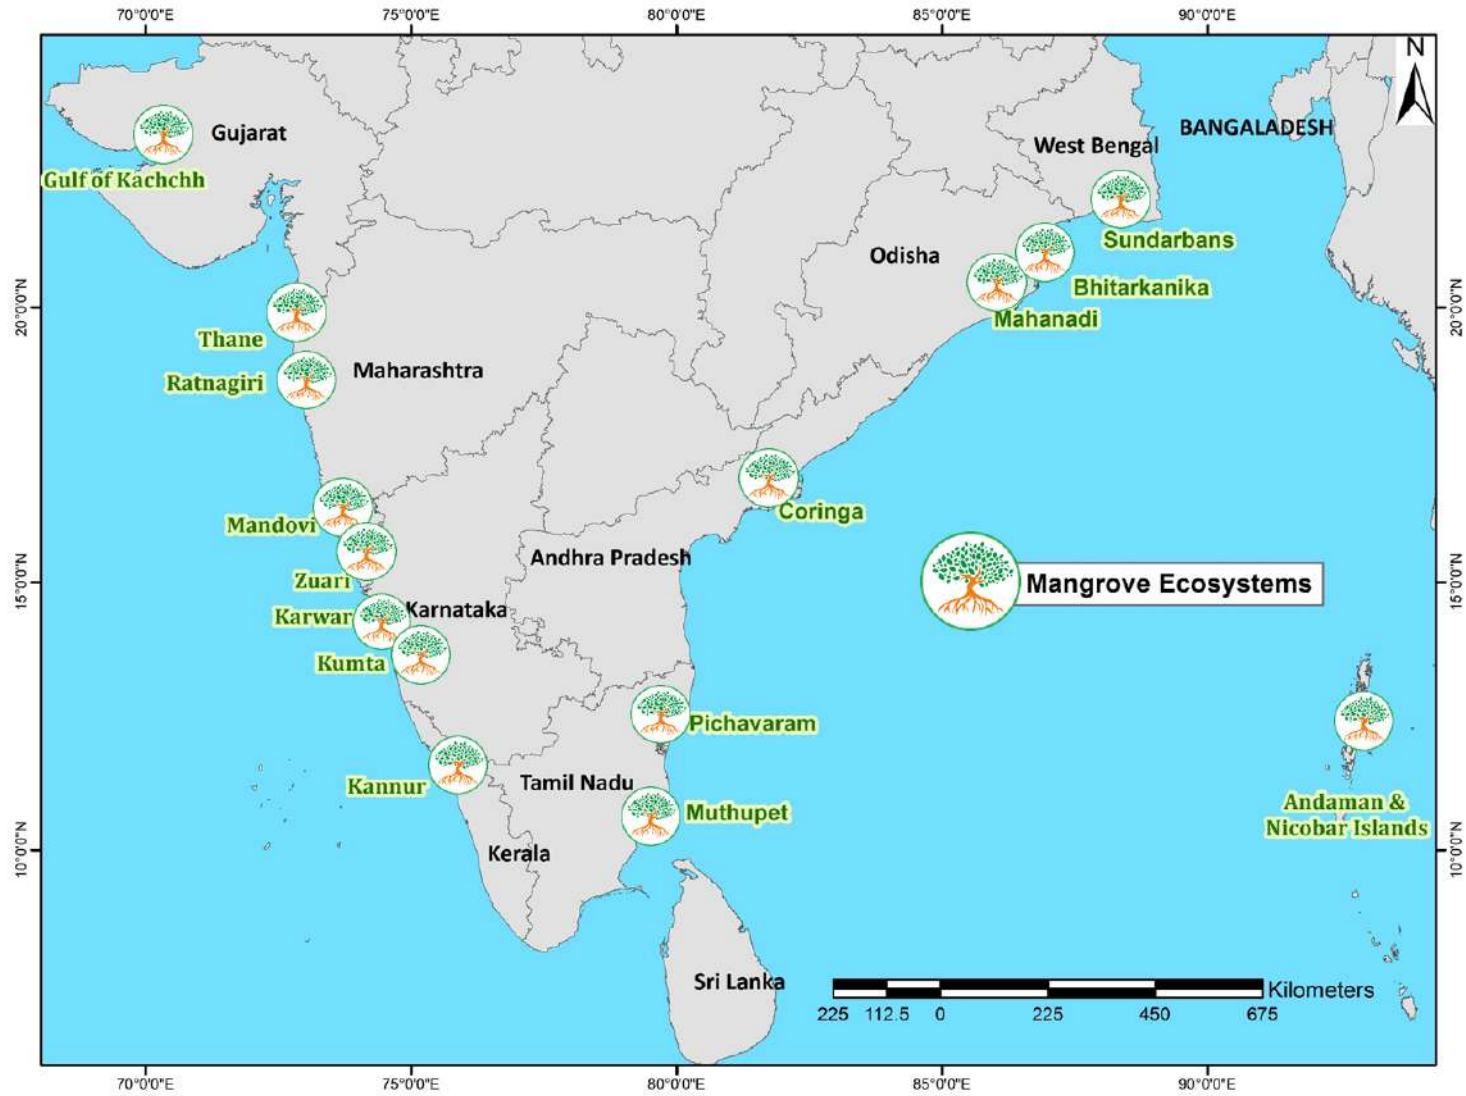 70°0'0"E 75°0'0"E 80°0'0"E 85°0'0"E 90°0'0"E
N
Gujarat
BANGALADESH
West Bengal
Gulf of Kachchh
Sundarbans
Odisha
Bhitarkanika
Mahanadi
20°0'0"N
20°0'0"N
Thane
Maharashtra
Ratnagiri
Coringa
Mandovi
Andhra Pradesh
Zuari
15°0'0"N
15°0'0"N
Mangrove Ecosystems
Karwar
Karnataka
Kumta
Pichavaram
Kannur
Tamil Nadu
Andaman &
Nicobar Islands
Muthupet
Kerala
10°0'0"N
10°0'0"N
Sri Lanka
Kilometers
225 112.5 0 225 450 675
70°0'0"E 75°0'0"E 80°0'0"E 85°0'0"E 90°0'0"E